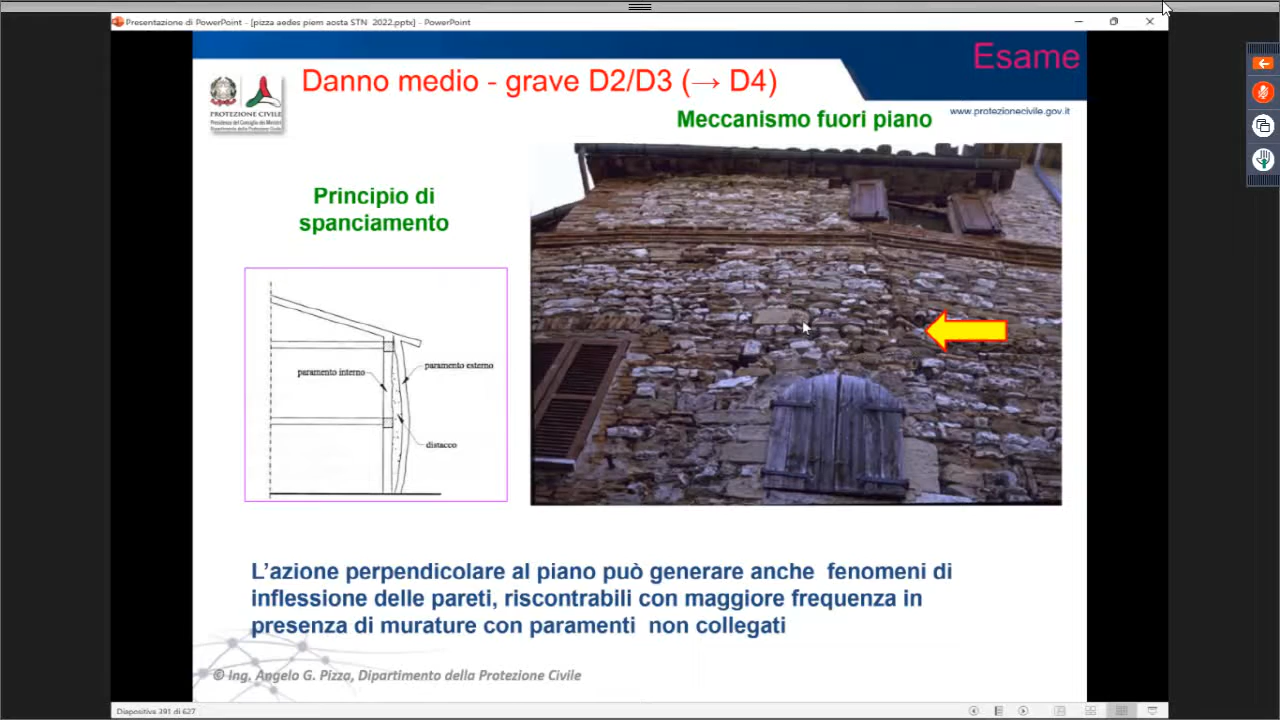 Presentazione di PowerPoint - [pizza aedes piem aosta STN_2022.pptx] - PowerPoint
Esame
Danno medio - grave D2/D3 (→ D4)
PROTEZIONE CIVILE
Presidenza del Consiglio dei Ministri
Dipartimento della Protezione Civile
Meccanismo fuori piano
www.protezionecivile.gov.it
Principio di
spanciamento
paramento esterno
paramento interno
distacco
L'azione perpendicolare al piano può generare anche fenomeni di
inflessione delle pareti, riscontrabili con maggiore frequenza in
presenza di murature con paramenti non collegati
© Ing. Angelo G. Pizza, Dipartimento della Protezione Civile
Diapositiva 391 di 627